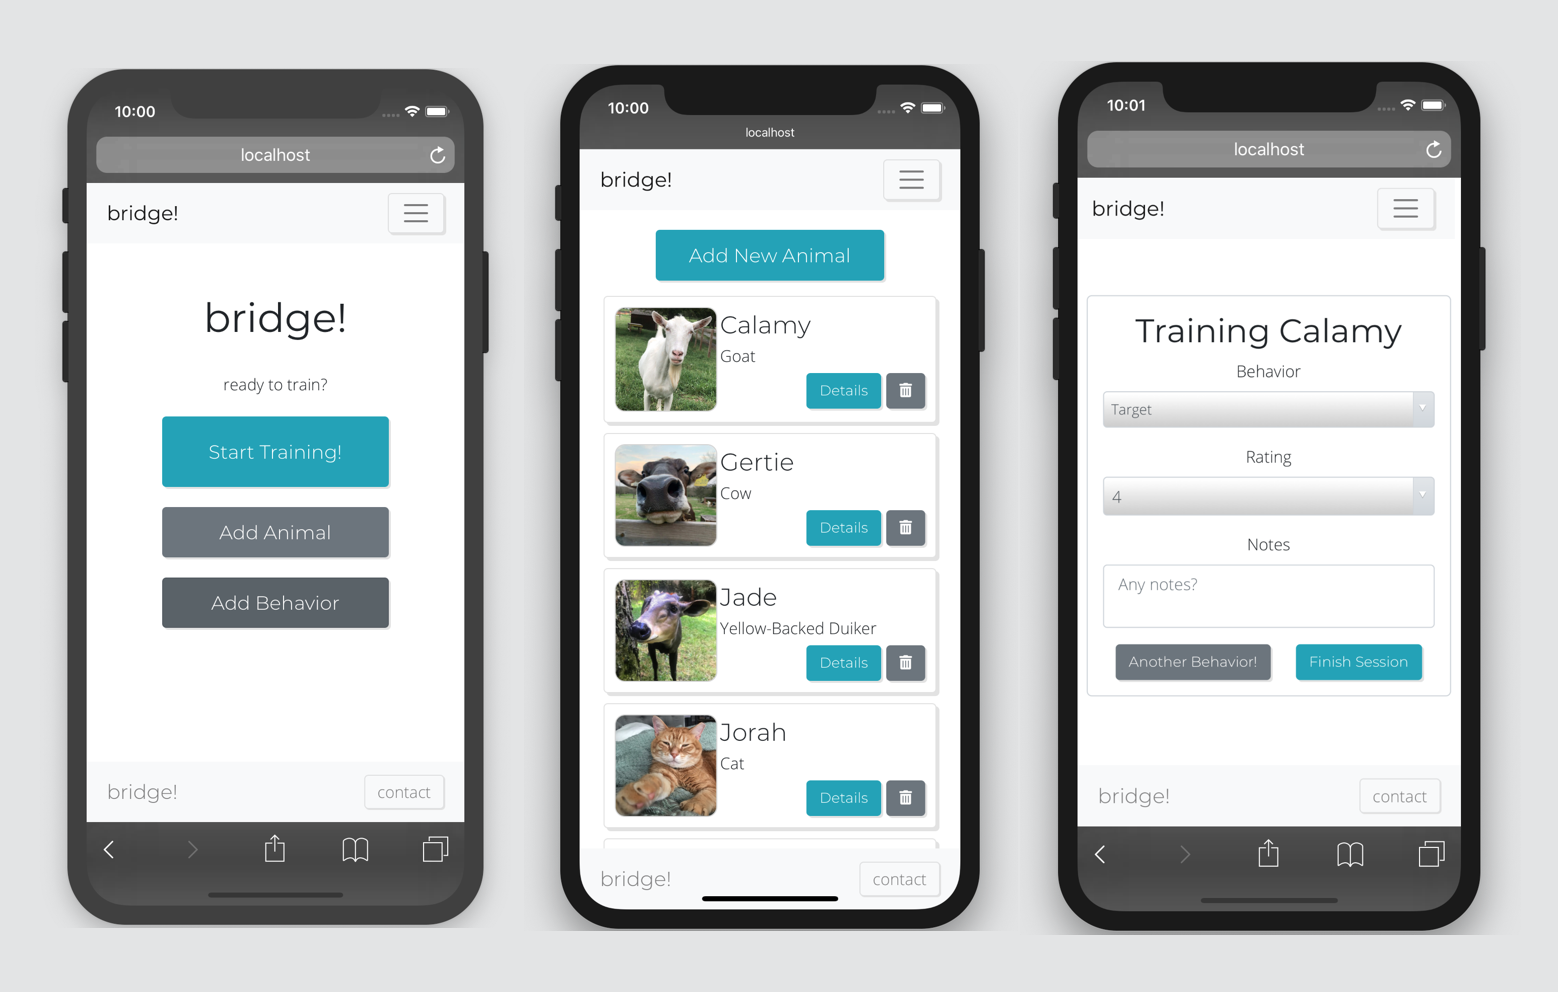 10:00
localhost
bridge!
bridge!
ready to train?
Start Training!
Add Animal
Add Behavior
bridge!
contact
10:00
localhost
bridge!
Add New Animal
Calamy
Goat
Details
Gertie
Cow
Details
Jade
Yellow-Backed Duiker
Details
Jorah
Cat
Details
bridge!
contact
10:01
localhost
bridge!
Training Calamy
Behavior
Target
Rating
4
Notes
Any notes?
Another Behavior!
Finish Session
bridge!
contact